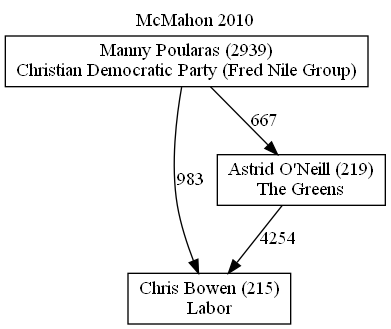 McMahon 2010
Manny Poularas (2939)
Christian Democratic Party (Fred Nile Group)
667
Astrid O'Neill (219)
The Greens
983
4254
Chris Bowen (215)
Labor